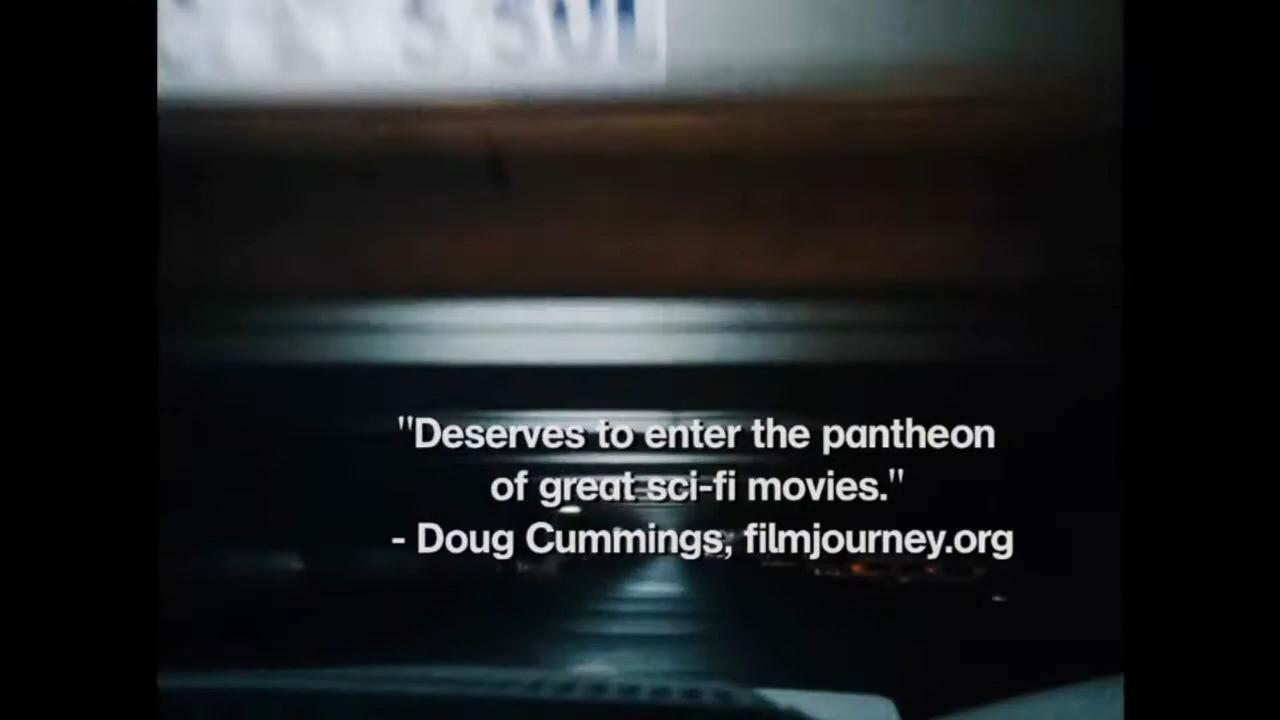 "Deserves to enter the pantheon
of great sci-fi movies."
- Doug Cummings, filmjourney.org